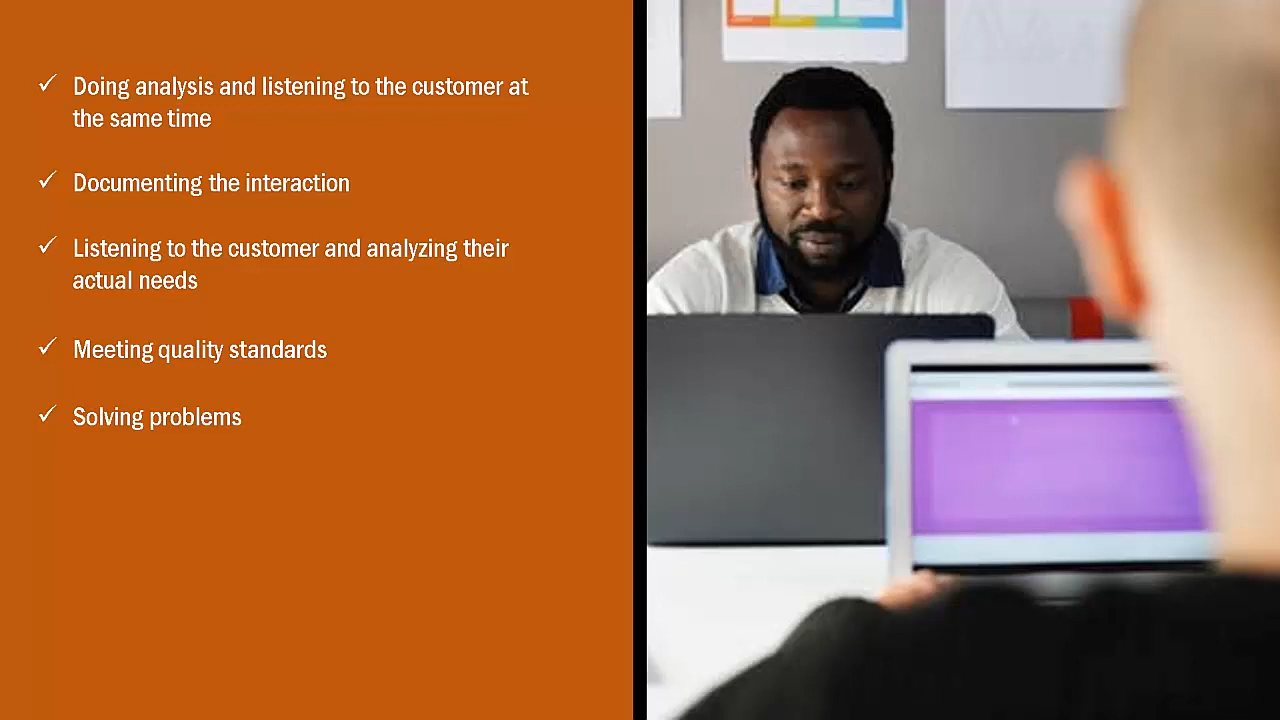 Doing analysis and listening to the customer at
the same time
Documenting the interaction
Listening to the customer and analyzing their
actual needs
Meeting quality standards
Solving problems